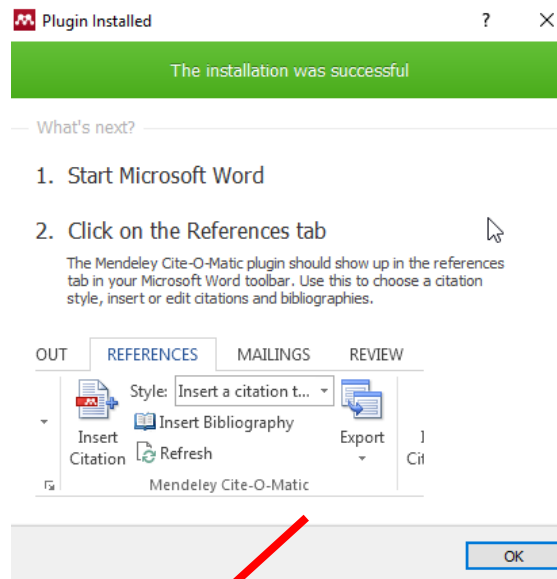 Plugin Installed
The installation was successful
What's next?
1. Start Microsoft Word
2. Click on the References tab
The Mendeley Cite-O-Matic plugin should show up in the references
tab in your Microsoft Word toolbar. Use this to choose a citation
style, insert or edit citations and bibliographies.
OUT REFERENCES MAILINGS REVIEW
Style: Insert a citation t...
Insert Bibliography
Insert
Citation
Refresh
Export
Cit
Mendeley Cite-O-Matic
OK